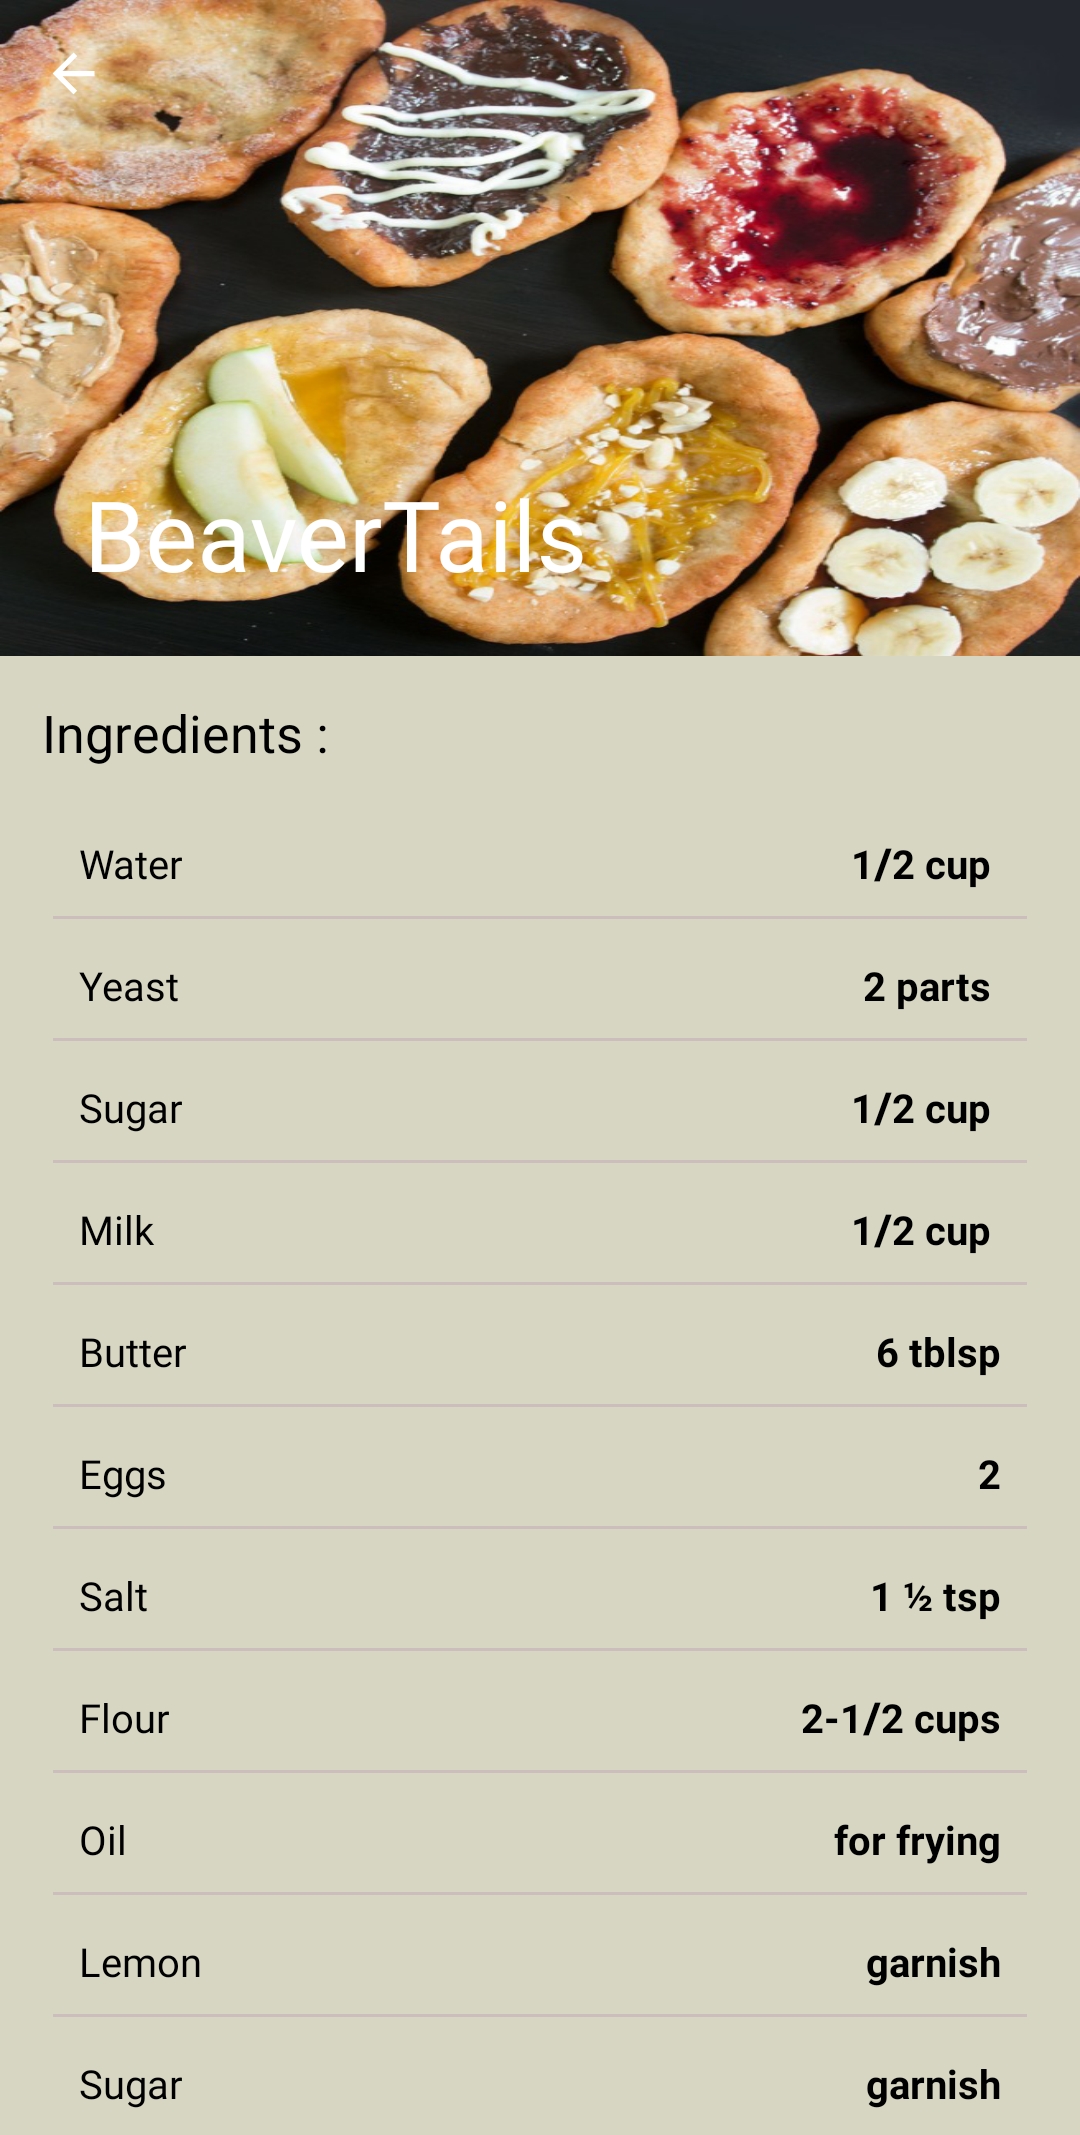 BeaverTails
Ingredients :
Water 1/2 cup
Yeast 2 parts
Sugar 1/2 cup
Milk 1/2 cup
Butter 6 tblsp
Eggs 2
Salt 1 ½ tsp
Flour 2-1/2 cups
Oil for frying
Lemon garnish
Sugar garnish